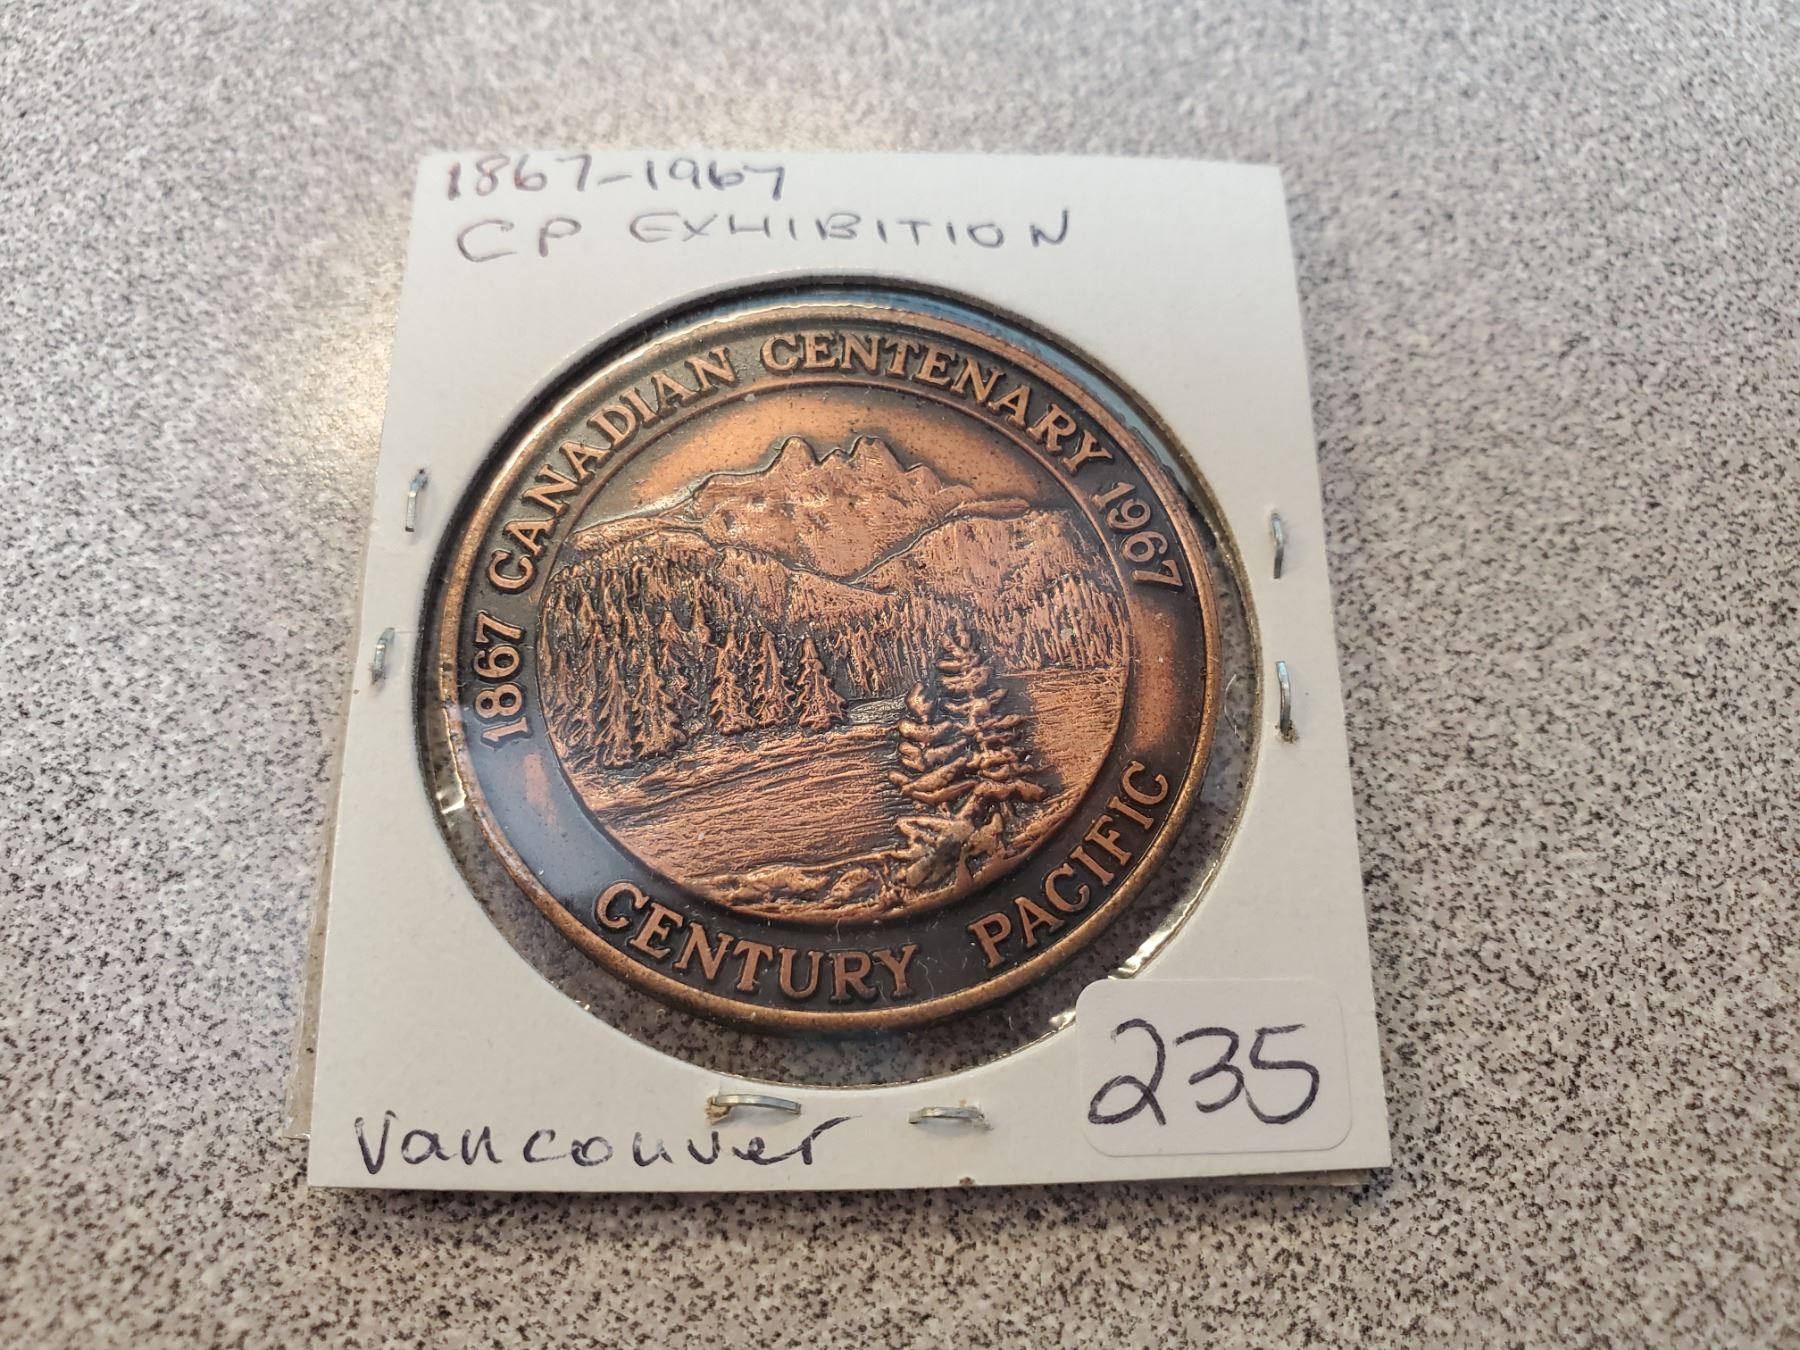 1867-1967
CP EXHIBITION
1867 CANADIAN CENTENARY 1967
CENTURY PACIFIC
235
Vancouver